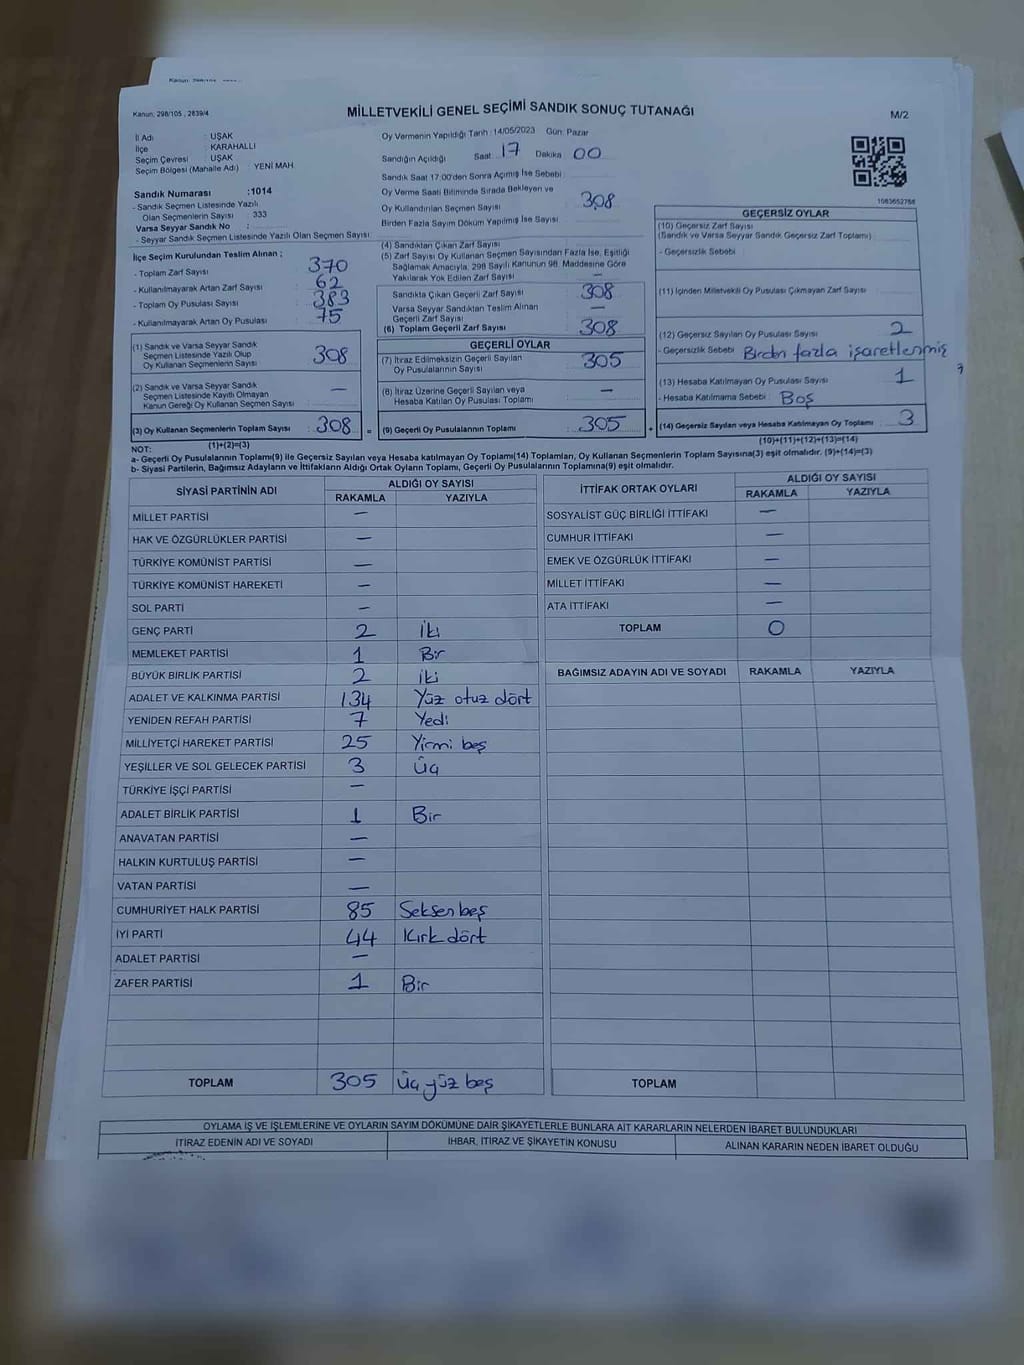 Kanun, 298/105 , 2839/4
MİLLETVEKİLİ GENEL SEÇİMİ SANDIK SONUÇ TUTANAĞI
M/2
İl Adı : UŞAK
İlçe : KARAHALLI
Seçim Çevresi : UŞAK
Seçim Bölgesi (Mahalle Adı) : YENİ MAH.
Sandık Numarası :1014
- Sandık Seçmen Listesinde Yazılı
Olan Seçmenlerin Sayısı : 333
Varsa Seyyar Sandık No :
- Seyyar Sandık Seçmen Listesinde Yazılı Olan Seçmen Sayısı:
Oy Vermenin Yapıldığı Tarih :14/05/2023 Gün: Pazar
Sandığın Açıldığı Saat 17 Dakika 00
Sandık Saat 17:00'den Sonra Açılmış İse Sebebi
Oy Verme Saati Bitiminde Sırada Bekleyen ve
Oy Kullandırılan Seçmen Sayısı 308
Birden Fazla Sayım Döküm Yapılmış İse Sayısı
1083652768
İlçe Seçim Kurulundan Teslim Alınan ;
- Toplam Zarf Sayısı : 370
- Kullanılmayarak Artan Zarf Sayısı : 62
- Toplam Oy Pusulası Sayısı : 383
- Kullanılmayarak Artan Oy Pusulası : 75
(4) Sandıktan Çıkan Zarf Sayısı
(5) Zarf Sayısı Oy Kullanan Seçmen Sayısından Fazla İse, Eşitliği
Sağlamak Amacıyla, 298 Sayılı Kanunun 98. Maddesine Göre
Yakılarak Yok Edilen Zarf Sayısı —
Sandıkta Çıkan Geçerli Zarf Sayısı 308
Varsa Seyyar Sandıktan Teslim Alınan
Geçerli Zarf Sayısı —
(6) Toplam Geçerli Zarf Sayısı 308
GEÇERSİZ OYLAR
(10) Geçersiz Zarf Sayısı
(Sandık ve Varsa Seyyar Sandık Geçersiz Zarf Toplamı)
- Geçersizlik Sebebi
(11) İçinden Milletvekili Oy Pusulası Çıkmayan Zarf Sayısı
(12) Geçersiz Sayılan Oy Pusulası Sayısı 2
- Geçersizlik Sebebi Birden fazla işaretlenmiş
(13) Hesaba Katılmayan Oy Pusulası Sayısı 1
- Hesaba Katılmama Sebebi : Boş
(14) Geçersiz Sayılan veya Hesaba Katılmayan Oy Toplamı 3
(10)+(11)+(12)+(13)=(14)
(1) Sandık ve Varsa Seyyar Sandık
Seçmen Listesinde Yazılı Olup
Oy Kullanan Seçmenlerin Sayısı : 308
(2) Sandık ve Varsa Seyyar Sandık
Seçmen Listesinde Kayıtlı Olmayan
Kanun Gereği Oy Kullanan Seçmen Sayısı : —
(3) Oy Kullanan Seçmenlerin Toplam Sayısı : 308 =
(1)+(2)=(3)
GEÇERLİ OYLAR
(7) İtiraz Edilmeksizin Geçerli Sayılan
Oy Pusulalarının Sayısı 305
(8) İtiraz Üzerine Geçerli Sayılan veya
Hesaba Katılan Oy Pusulası Toplamı —
(9) Geçerli Oy Pusulalarının Toplamı 305 +
NOT:
a- Geçerli Oy Pusulaları Toplamı(9) ile Geçersiz Sayılan veya Hesaba katılmayan Oy Toplamı(14) Toplamları, Oy Kullanan Seçmenlerin Toplam Sayısına(3) eşit olmalıdır. (9)+(14)=(3)
b- Siyasi Partilerin, Bağımsız Adayların ve İttifakların Aldığı Ortak Oyların Toplamı, Geçerli Oy Pusulalarının Toplamına(9) eşit olmalıdır.
SİYASİ PARTİNİN ADI ALDIĞI OY SAYISI
RAKAMLA YAZIYLA
MİLLET PARTİSİ —
HAK VE ÖZGÜRLÜKLER PARTİSİ —
TÜRKİYE KOMÜNİST PARTİSİ —
TÜRKİYE KOMÜNİST HAREKETİ —
SOL PARTİ —
GENÇ PARTİ 2 İki
MEMLEKET PARTİSİ 1 Bir
BÜYÜK BİRLİK PARTİSİ 2 iki
ADALET VE KALKINMA PARTİSİ 134 Yüz otuz dört
YENİDEN REFAH PARTİSİ 7 Yedi
MİLLİYETÇİ HAREKET PARTİSİ 25 Yirmi beş
YEŞİLLER VE SOL GELECEK PARTİSİ 3 Üç
TÜRKİYE İŞÇİ PARTİSİ —
ADALET BİRLİK PARTİSİ 1 Bir
ANAVATAN PARTİSİ —
HALKIN KURTULUŞ PARTİSİ —
VATAN PARTİSİ —
CUMHURİYET HALK PARTİSİ 85 Seksen beş
İYİ PARTİ 44 Kırk dört
ADALET PARTİSİ —
ZAFER PARTİSİ 1 Bir
TOPLAM 305 Üç yüz beş
İTTİFAK ORTAK OYLARI ALDIĞI OY SAYISI
RAKAMLA YAZIYLA
SOSYALİST GÜÇ BİRLİĞİ İTTİFAKI —
CUMHUR İTTİFAKI —
EMEK VE ÖZGÜRLÜK İTTİFAKI —
MİLLET İTTİFAKI —
ATA İTTİFAKI —
TOPLAM 0
BAĞIMSIZ ADAYIN ADI VE SOYADI RAKAMLA YAZIYLA
TOPLAM
OYLAMA İŞ VE İŞLEMLERİNE VE OYLARIN SAYIM DÖKÜMÜNE DAİR ŞİKAYETLERLE BUNLARA AİT KARARLARIN NELERDEN İBARET BULUNDUKLARI
İTİRAZ EDENİN ADI VE SOYADI
İHBAR, İTİRAZ VE ŞİKAYETİN KONUSU
ALINAN KARARIN NEDEN İBARET OLDUĞU